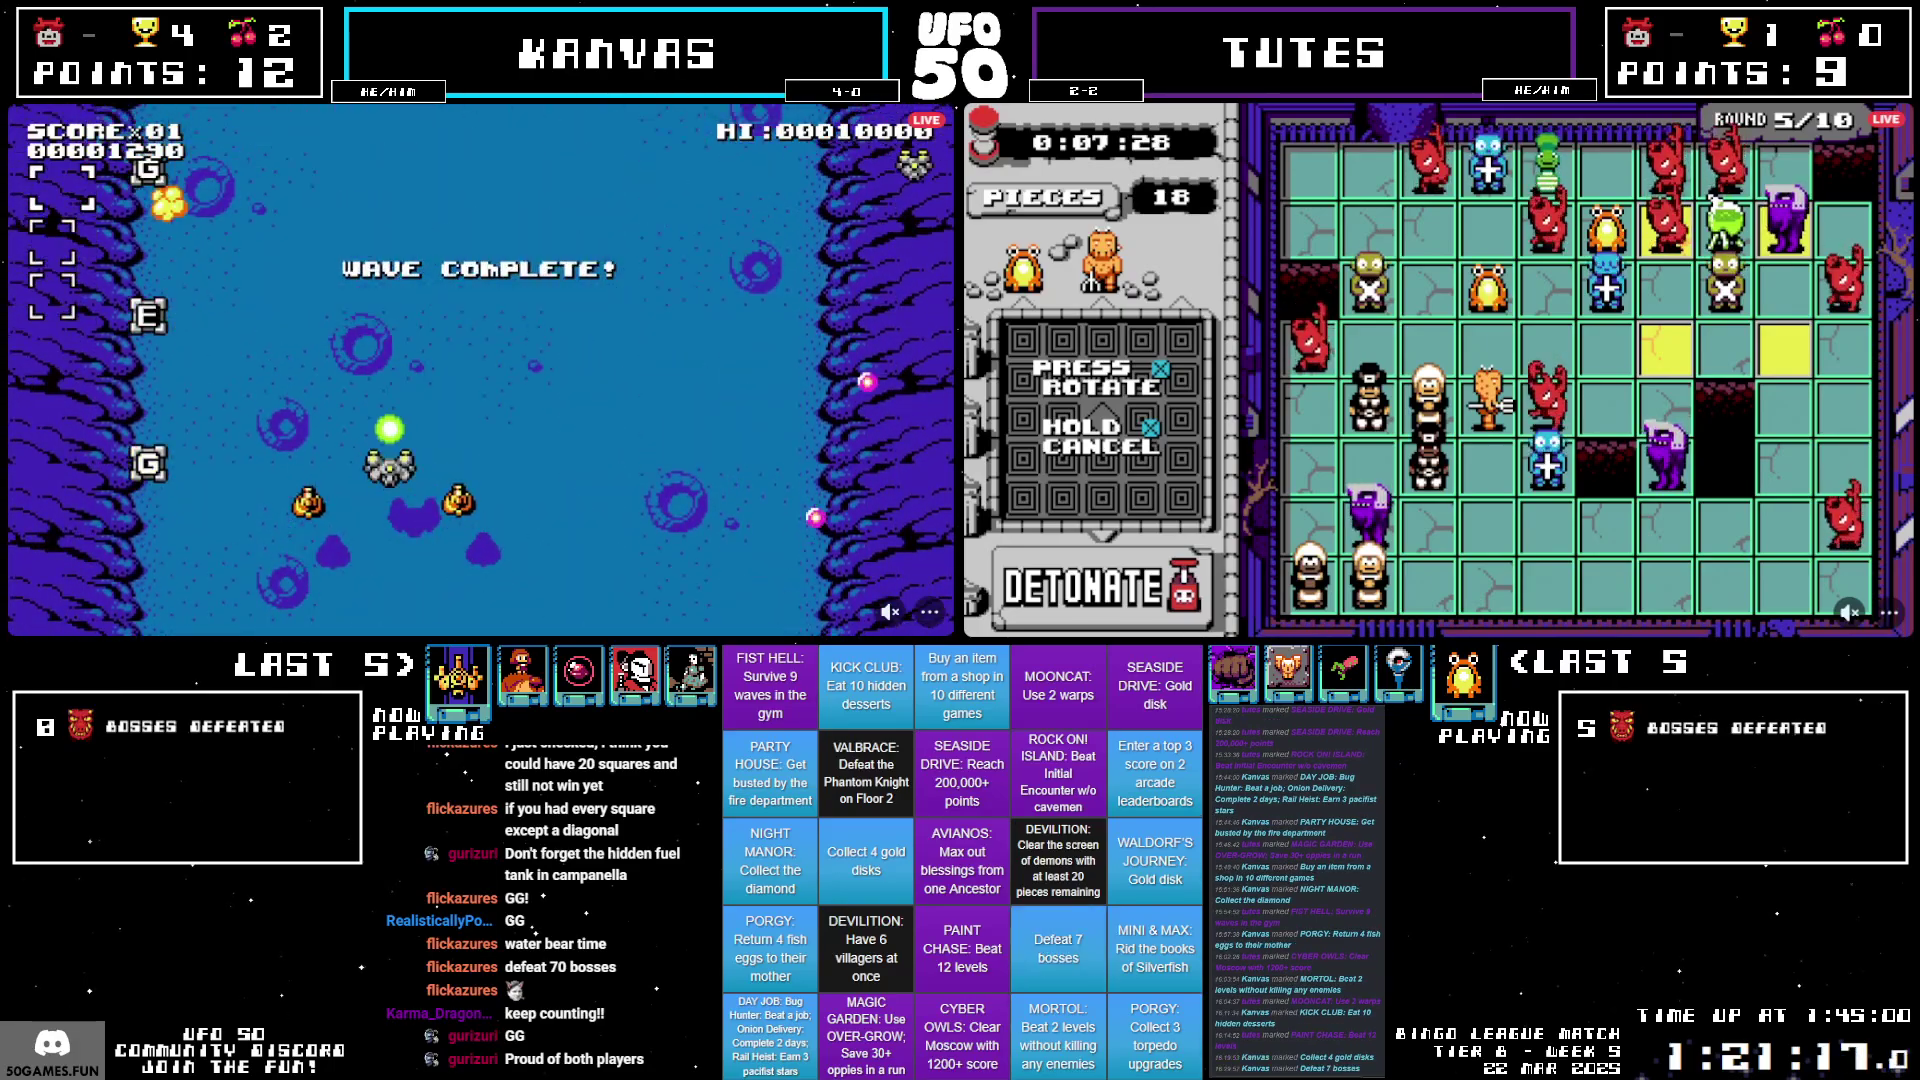 - 4 2
POINTS: 12
KANVAS
HE/HIM
4-0
UFO
50
TUTES
2-2
HE/HIM
- 1 0
POINTS: 9
SCORE×01
00001290
HI:00010000
LIVE
G
E
G
WAVE COMPLETE!
0:07:28
PIECES 18
PRESS
ROTATE
HOLD
CANCEL
DETONATE
ROUND 5/10
LIVE
LAST 5>
NOW
PLAYING
8 BOSSES DEFEATED
could have 20 squares and
still not win yet
flickazures if you had every square
except a diagonal
gurizuri Don't forget the hidden fuel
tank in campanella
flickazures GG!
RealisticallyPo... GG
flickazures water bear time
flickazures defeat 70 bosses
flickazures
Karma_Dragon... keep counting!!
gurizuri GG
gurizuri Proud of both players
UFO 50
COMMUNITY DISCORD
JOIN THE FUN!
50GAMES.FUN
FIST HELL:
Survive 9
waves in the
gym
KICK CLUB:
Eat 10 hidden
desserts
Buy an item
from a shop in
10 different
games
MOONCAT:
Use 2 warps
SEASIDE
DRIVE: Gold
disk
PARTY
HOUSE: Get
busted by the
fire department
VALBRACE:
Defeat the
Phantom Knight
on Floor 2
SEASIDE
DRIVE: Reach
200,000+
points
ROCK ON!
ISLAND: Beat
Initial
Encounter w/o
cavemen
Enter a top 3
score on 2
arcade
leaderboards
NIGHT
MANOR:
Collect the
diamond
Collect 4 gold
disks
AVIANOS:
Max out
blessings from
one Ancestor
DEVILITION:
Clear the screen
of demons with
at least 20
pieces remaining
WALDORF'S
JOURNEY:
Gold disk
PORGY:
Return 4 fish
eggs to their
mother
DEVILITION:
Have 6
villagers at
once
PAINT
CHASE: Beat
12 levels
Defeat 7
bosses
MINI & MAX:
Rid the books
of Silverfish
DAY JOB: Bug
Hunter: Beat a job;
Onion Delivery:
Complete 2 days;
Rail Heist: Earn 3
pacifist stars
MAGIC
GARDEN: Use
OVER-GROW;
Save 30+
oppies in a run
CYBER
OWLS: Clear
Moscow with
1200+ score
MORTOL:
Beat 2 levels
without killing
any enemies
PORGY:
Collect 3
torpedo
upgrades
tutes marked SEASIDE DRIVE: Reach
200,000+ points
tutes marked ROCK ON! ISLAND:
Beat Initial Encounter w/o cavemen
Kanvas marked DAY JOB: Bug
Hunter: Beat a job; Onion Delivery:
Complete 2 days; Rail Heist: Earn 3 pacifist
stars
Kanvas marked PARTY HOUSE: Get
busted by the fire department
tutes marked MAGIC GARDEN: Use
OVER-GROW; Save 30+ oppies in a run
Kanvas marked Buy an item from a
shop in 10 different games
Kanvas marked NIGHT MANOR:
Collect the diamond
tutes marked FIST HELL: Survive 9
waves in the gym
Kanvas marked PORGY: Return 4 fish
eggs to their mother
tutes marked CYBER OWLS: Clear
Moscow with 1200+ score
Kanvas marked MORTOL: Beat 2
levels without killing any enemies
tutes marked MOONCAT: Use 2 warps
Kanvas marked KICK CLUB: Eat 10
hidden desserts
tutes marked PAINT CHASE: Beat 12
levels
Kanvas marked Collect 4 gold disks
Kanvas marked Defeat 7 bosses
<LAST 5
NOW
PLAYING
5 BOSSES DEFEATED
TIME UP AT 1:45:00
BINGO LEAGUE MATCH
TIER B - WEEK 5
22 MAR 2025
1:21:17.0